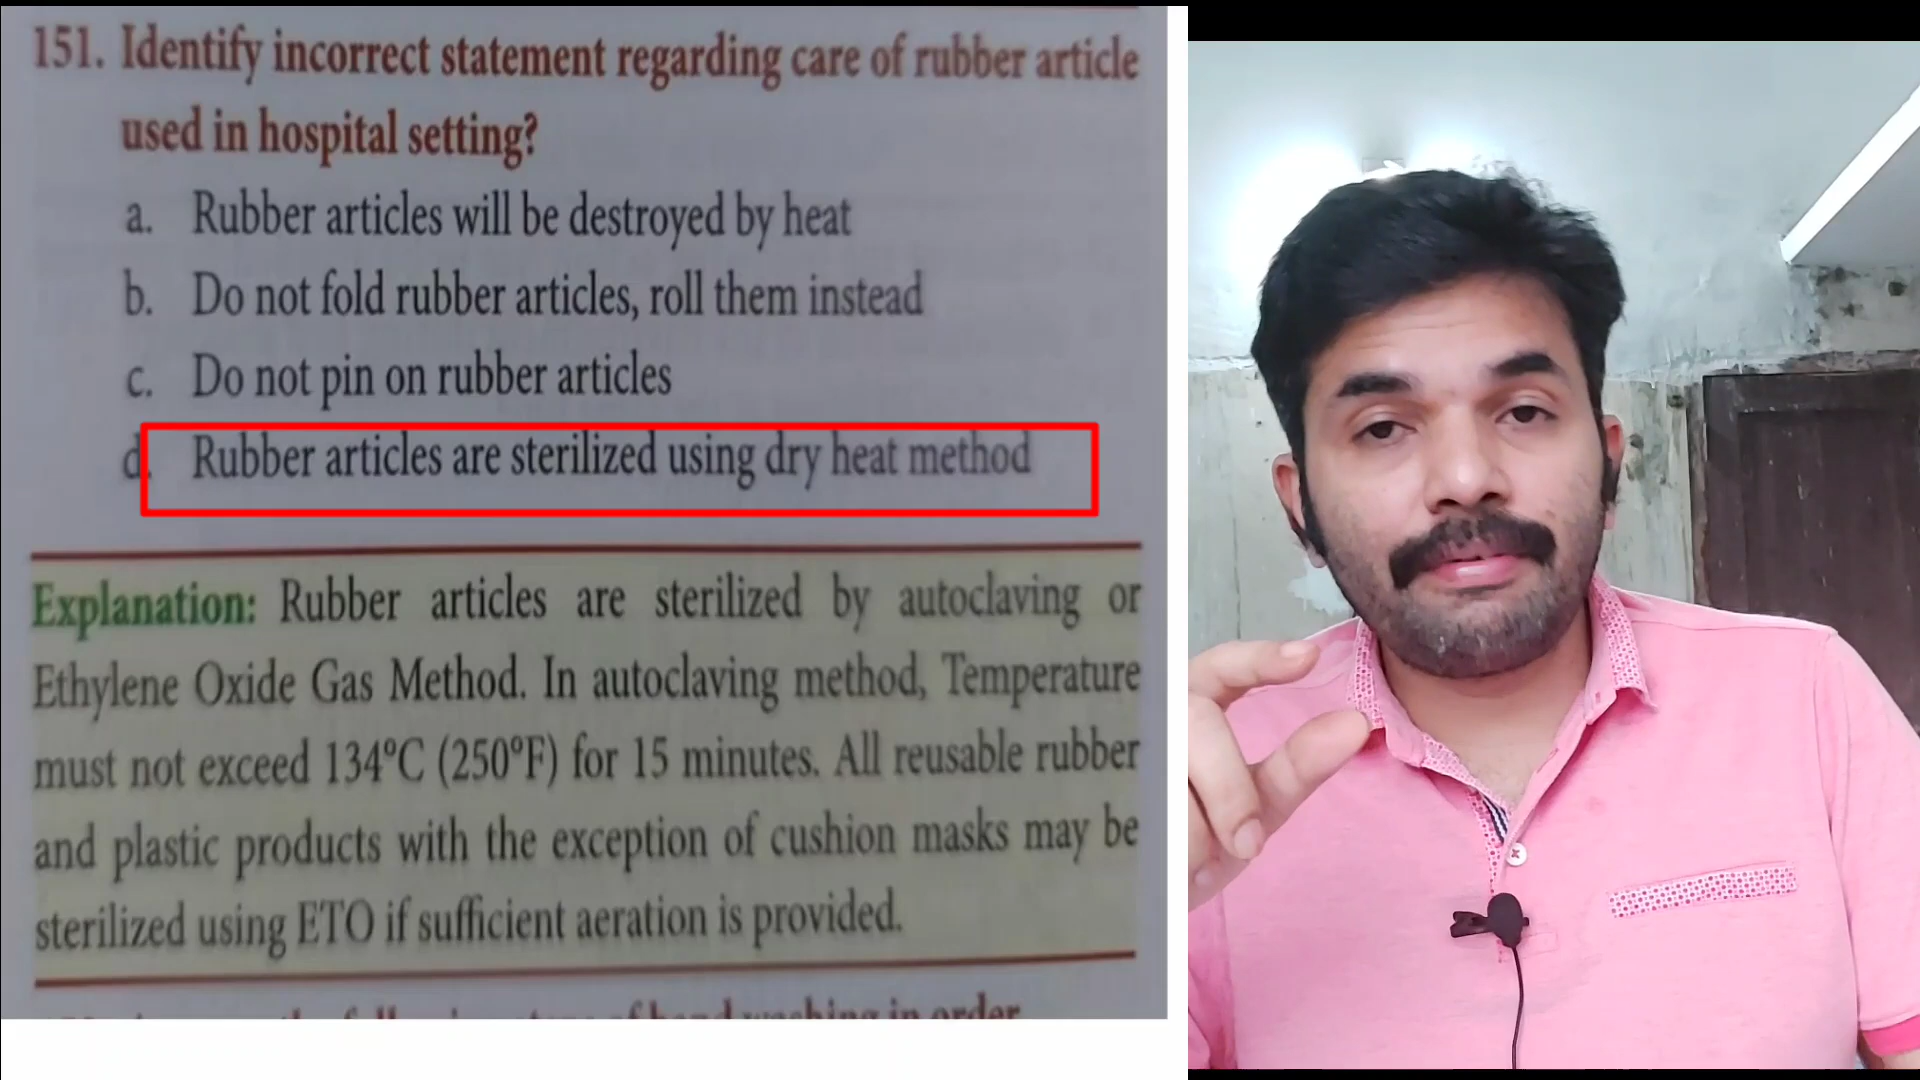 151. Identify incorrect statement regarding care of rubber article
used in hospital setting?
a. Rubber articles will be destroyed by heat
b. Do not fold rubber articles, roll them instead
c. Do not pin on rubber articles
d. Rubber articles are sterilized using dry heat method
Explanation: Rubber articles are sterilized by autoclaving or
Ethylene Oxide Gas Method. In autoclaving method, Temperature
must not exceed 134°C (250°F) for 15 minutes. All reusable rubber
and plastic products with the exception of cushion masks may be
sterilized using ETO if sufficient aeration is provided.
hand washing in order